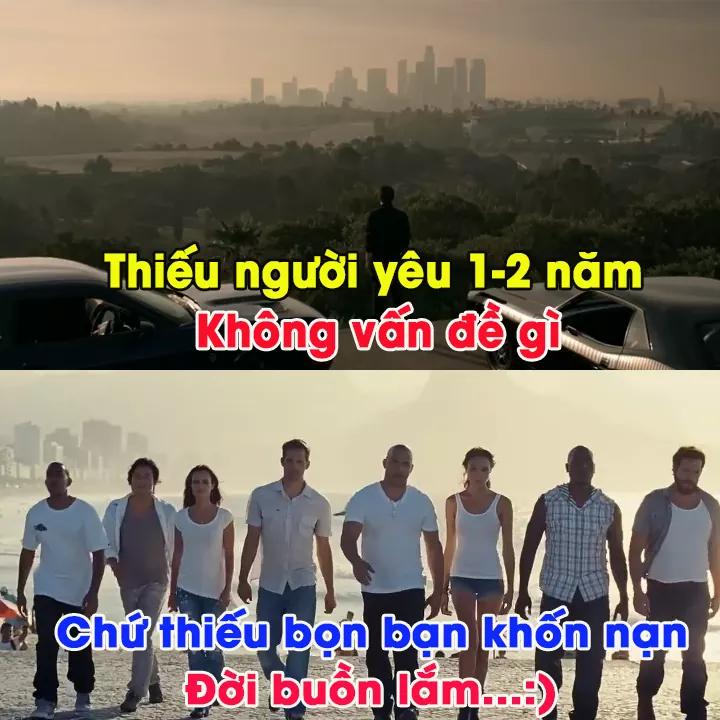 Thiếu người yêu 1-2 năm
Không vấn đề gì
Chứ thiếu bọn bạn khốn nạn
Đời buồn lắm...:)